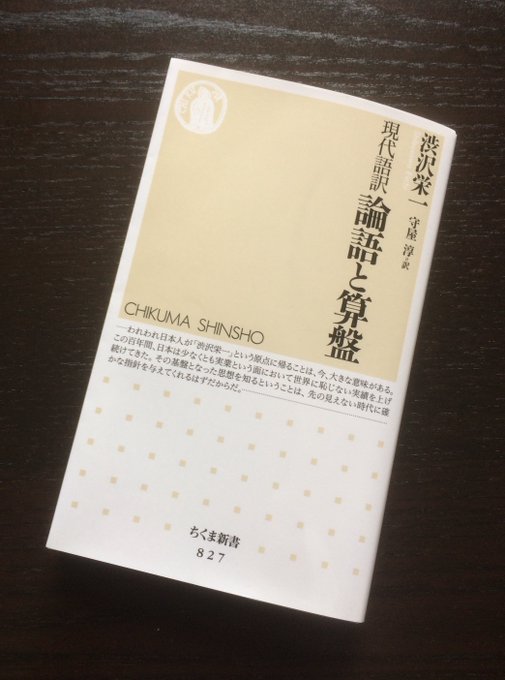 渋沢栄一
守屋 淳=訳
現代語訳 論語と算盤
CHIKUMA SHINSHO
──われわれ日本人が「渋沢栄一」という原点に帰ることは、今、大きな意味がある。
この百年間、日本は少なくとも実業という面において世界に恥じない実績を上げ
続けてきた。その基盤となった思想を知るということは、先の見えない時代に確
かな指針を与えてくれるはずだからだ。
ちくま新書
827